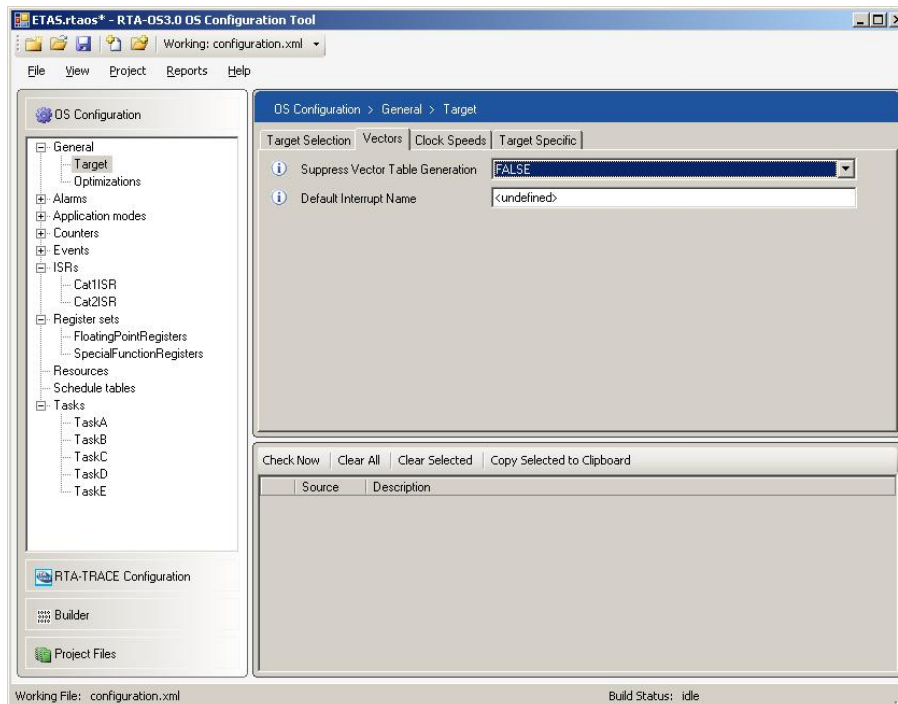 ETAS.rtaos* - RTA-OS3.0 OS Configuration Tool
Working: configuration.xml
File View Project Reports Help
OS Configuration
General
Target
Optimizations
Alarms
Application modes
Counters
Events
ISRs
Cat1ISR
Cat2ISR
Register sets
FloatingPointRegisters
SpecialFunctionRegisters
Resources
Schedule tables
Tasks
TaskA
TaskB
TaskC
TaskD
TaskE
RTA-TRACE Configuration
Builder
Project Files
OS Configuration > General > Target
Target Selection Vectors Clock Speeds Target Specific
Suppress Vector Table Generation FALSE
Default Interrupt Name <undefined>
Check Now Clear All Clear Selected Copy Selected to Clipboard
Source Description
Working File: configuration.xml Build Status: idle